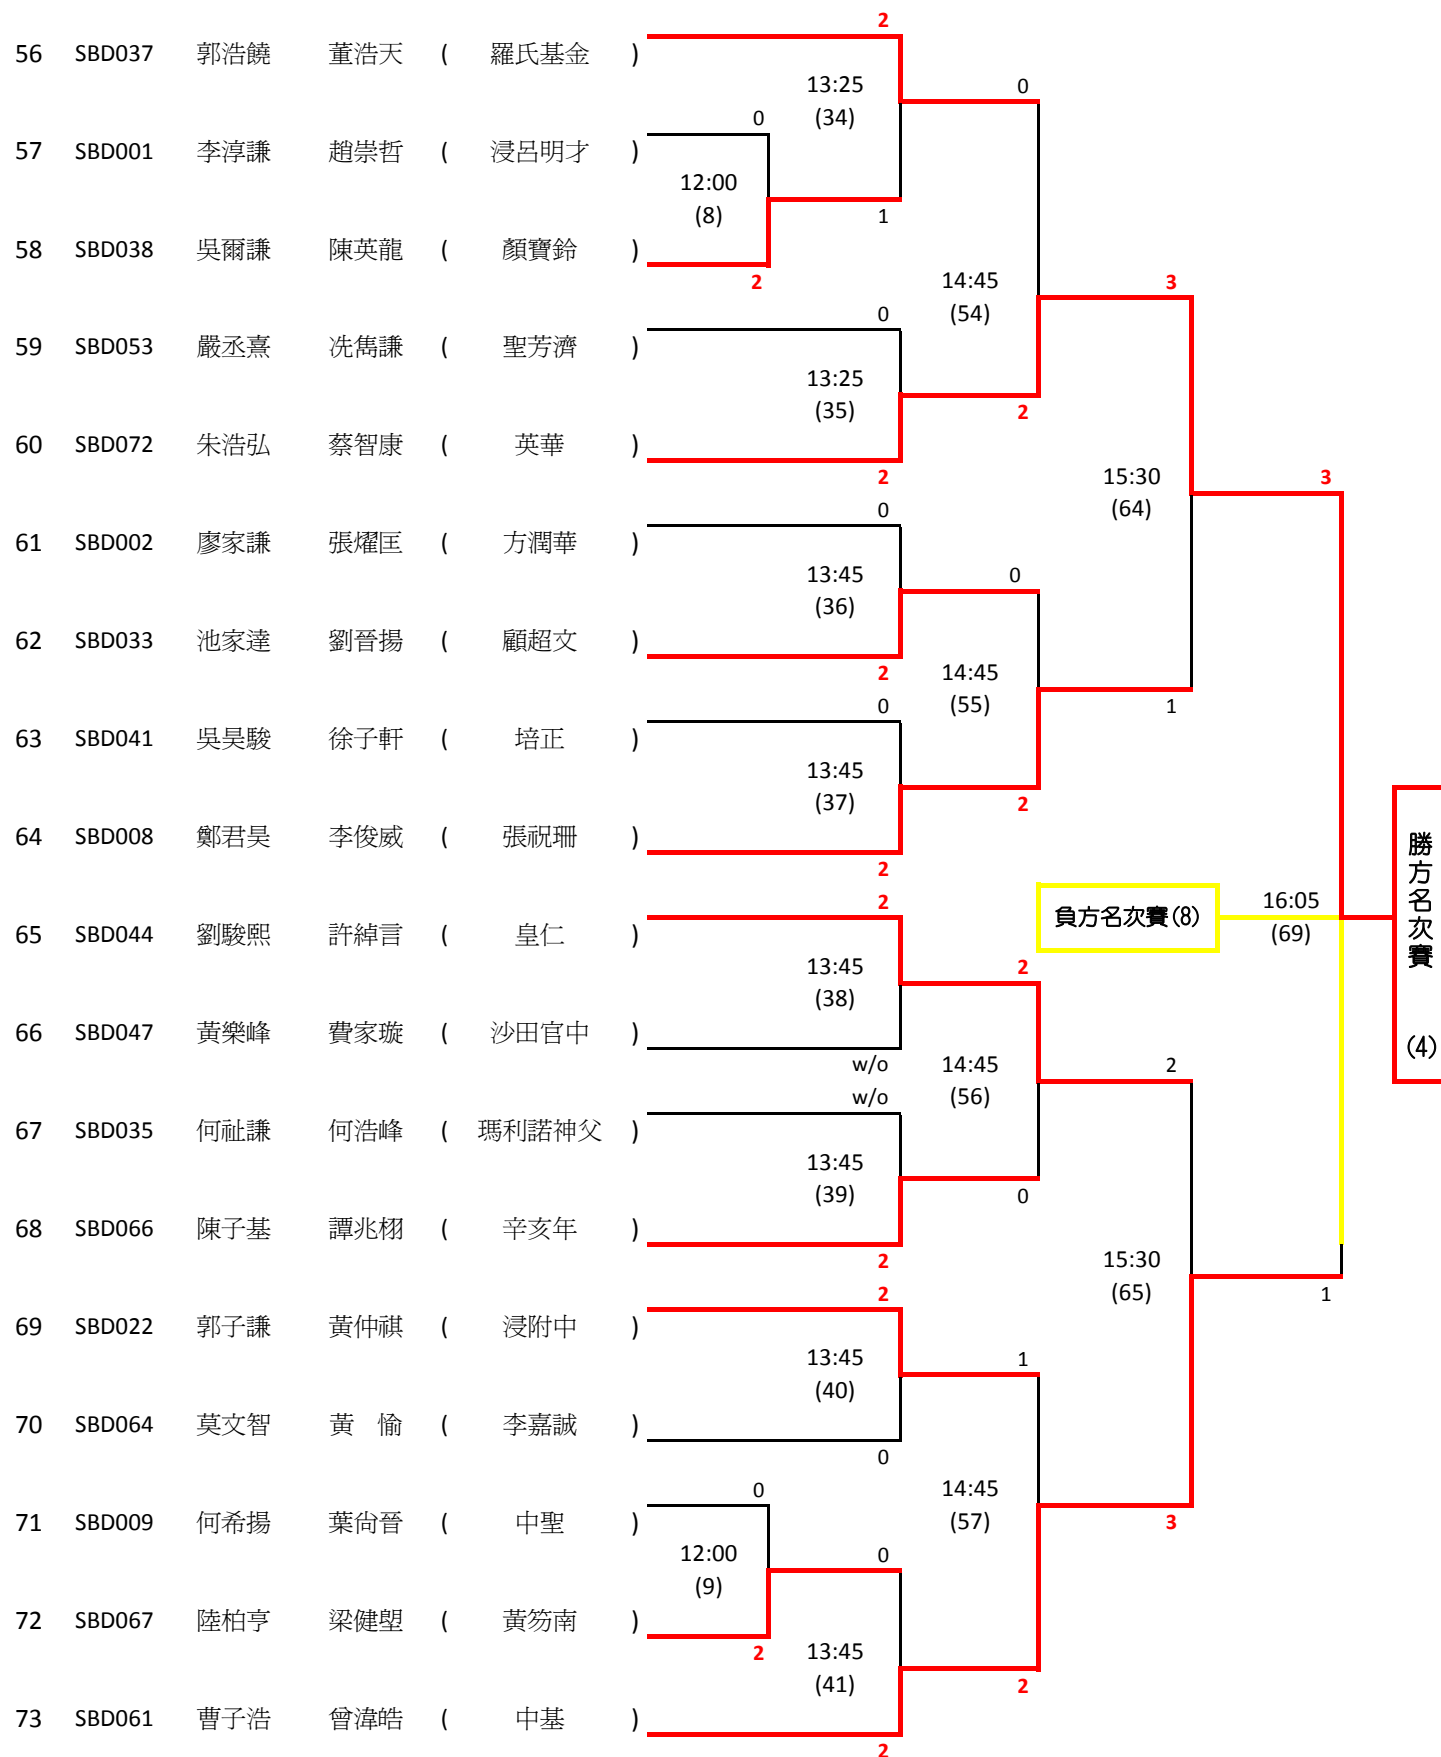 2
56 SBD037 郭浩饒 董浩天 ( 羅氏基金 )
13:25 0
(34)
0
57 SBD001 李淳謙 趙崇哲 ( 浸呂明才 )
12:00
(8) 1
58 SBD038 吳爾謙 陳英龍 ( 顏寶鈴 )
2 14:45 3
0 (54)
59 SBD053 嚴丞熹 冼雋謙 ( 聖芳濟 )
13:25
(35) 2
60 SBD072 朱浩弘 蔡智康 ( 英華 )
2 15:30 3
0 (64)
61 SBD002 廖家謙 張燿匡 ( 方潤華 )
13:45 0
(36)
62 SBD033 池家達 劉晉揚 ( 顧超文 )
2 14:45
0 (55) 1
63 SBD041 吳昊駿 徐子軒 ( 培正 )
13:45
(37) 2
64 SBD008 鄭君昊 李俊威 ( 張祝珊 )
2
勝方名次賽 (4)
2 負方名次賽(8) 16:05
65 SBD044 劉駿熙 許綽言 ( 皇仁 ) (69)
13:45 2
(38)
66 SBD047 黃樂峰 費家璇 ( 沙田官中 )
w/o 14:45 2
w/o (56)
67 SBD035 何祉謙 何浩峰 ( 瑪利諾神父 )
13:45
(39) 0
68 SBD066 陳子基 譚兆栩 ( 辛亥年 )
2 15:30
2 (65) 1
69 SBD022 郭子謙 黃仲祺 ( 浸附中 )
13:45 1
(40)
70 SBD064 莫文智 黃 愉 ( 李嘉誠 )
0
0 14:45
71 SBD009 何希揚 葉尙晉 ( 中聖 ) (57) 3
12:00 0
(9)
72 SBD067 陸柏亨 梁健塱 ( 黃笏南 )
2 13:45
(41) 2
73 SBD061 曹子浩 曾湋皓 ( 中基 )
2